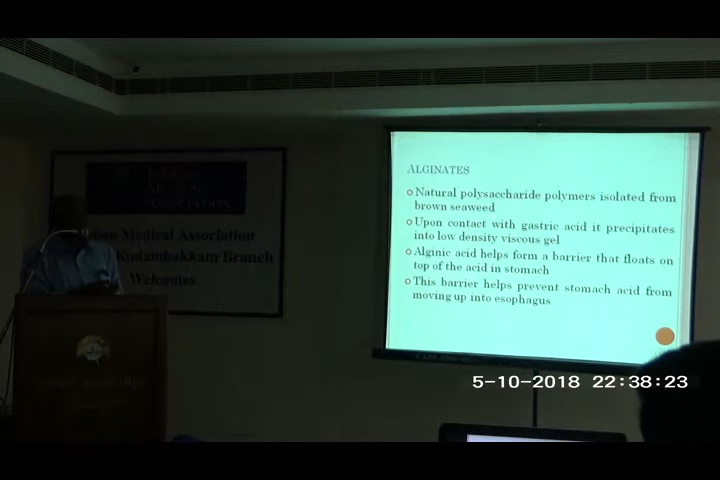 Indian Medical Association
Kodambakkam Branch
Welcomes
ALGINATES
Natural polysaccharide polymers isolated from
brown seaweed
Upon contact with gastric acid it precipitates
into low density viscous gel
Alginic acid helps form a barrier that floats on
top of the acid in stomach
This barrier helps prevent stomach acid from
moving up into esophagus
5-10-2018 22:38:23